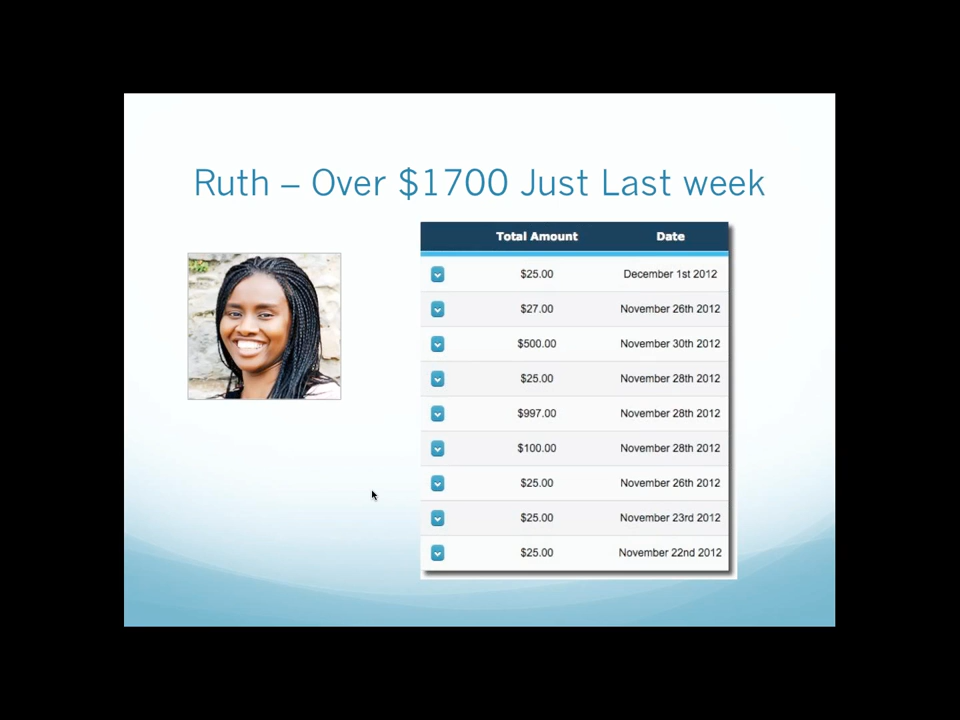 Ruth – Over $1700 Just Last week
Total Amount Date
$25.00 December 1st 2012
$27.00 November 26th 2012
$500.00 November 30th 2012
$25.00 November 28th 2012
$997.00 November 28th 2012
$100.00 November 28th 2012
$25.00 November 26th 2012
$25.00 November 23rd 2012
$25.00 November 22nd 2012